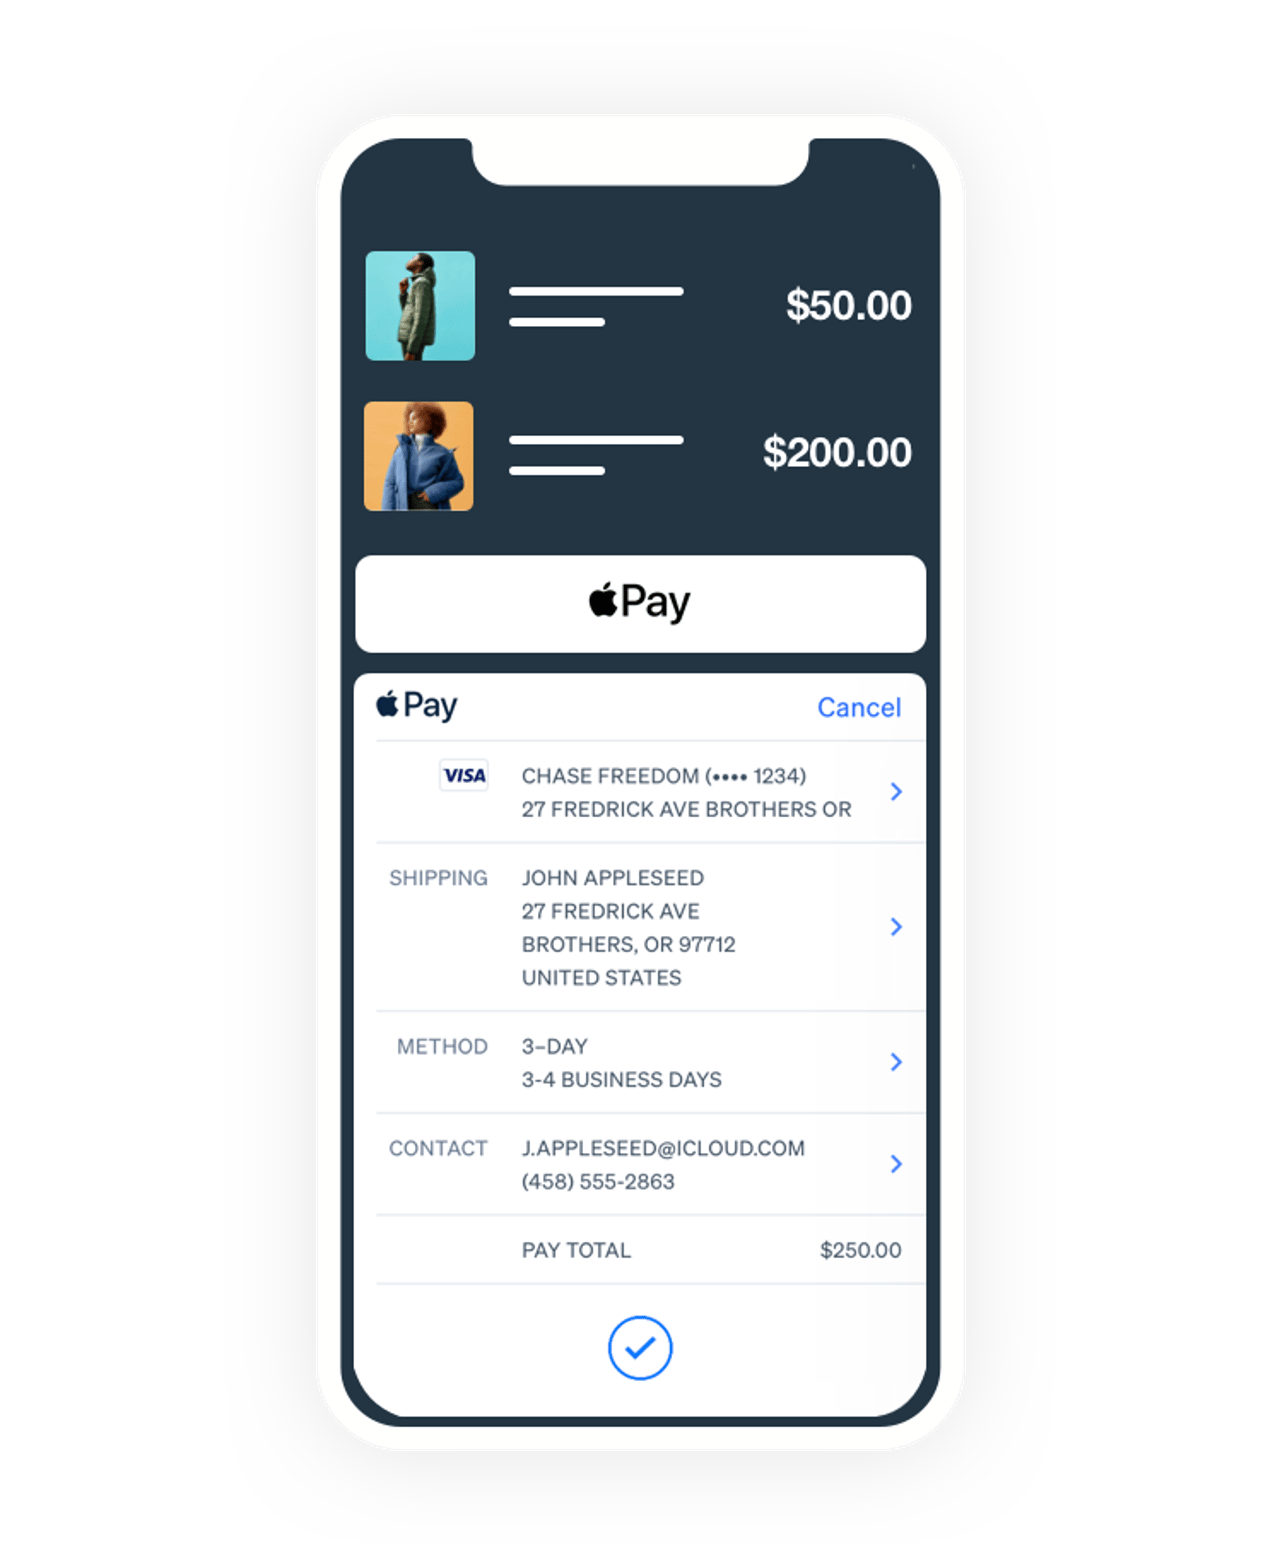 $50.00
$200.00
Pay
Pay Cancel
VISA CHASE FREEDOM (•••• 1234)
27 FREDRICK AVE BROTHERS OR
SHIPPING JOHN APPLESEED
27 FREDRICK AVE
BROTHERS, OR 97712
UNITED STATES
METHOD 3–DAY
3-4 BUSINESS DAYS
CONTACT J.APPLESEED@ICLOUD.COM
(458) 555-2863
PAY TOTAL $250.00